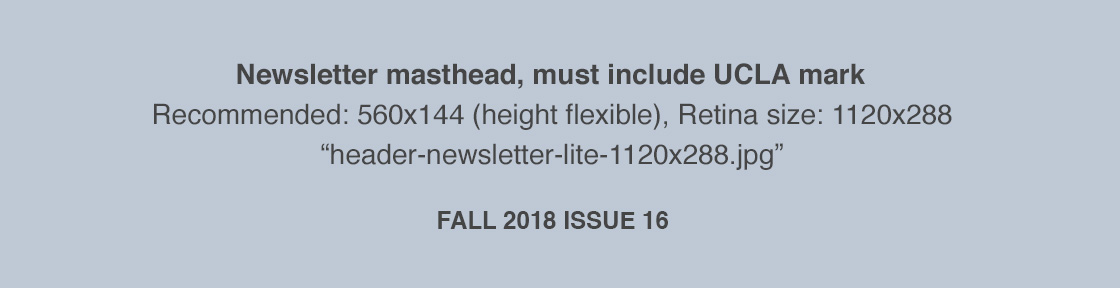 Newsletter masthead, must include UCLA mark
Recommended: 560x144 (height flexible), Retina size: 1120x288
“header-newsletter-lite-1120x288.jpg”
FALL 2018 ISSUE 16